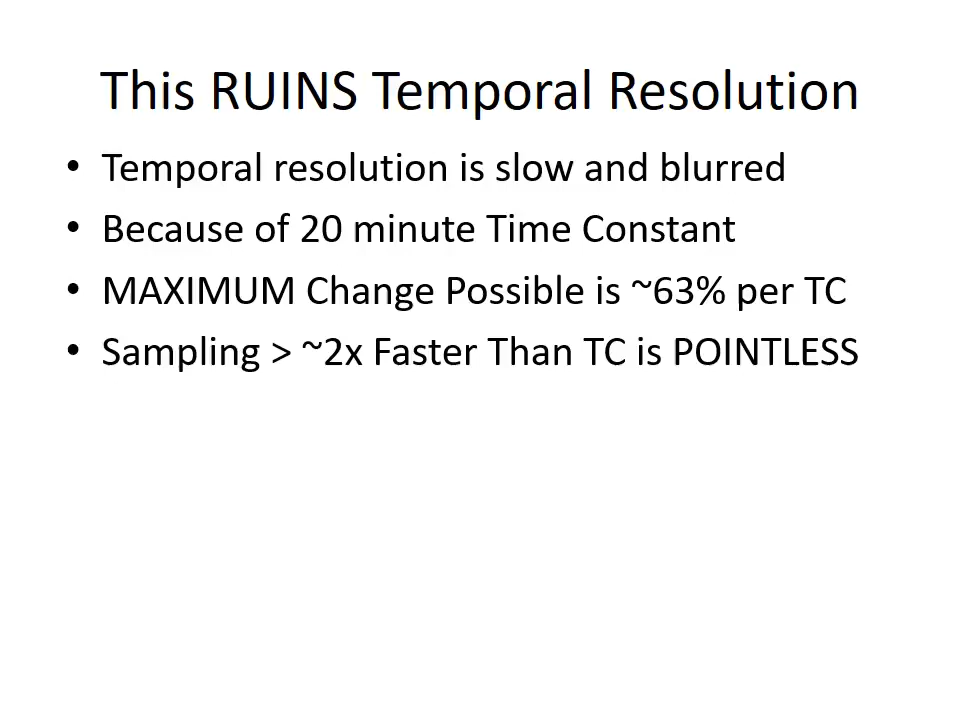 This RUINS Temporal Resolution
• Temporal resolution is slow and blurred
• Because of 20 minute Time Constant
• MAXIMUM Change Possible is ~63% per TC
• Sampling > ~2x Faster Than TC is POINTLESS